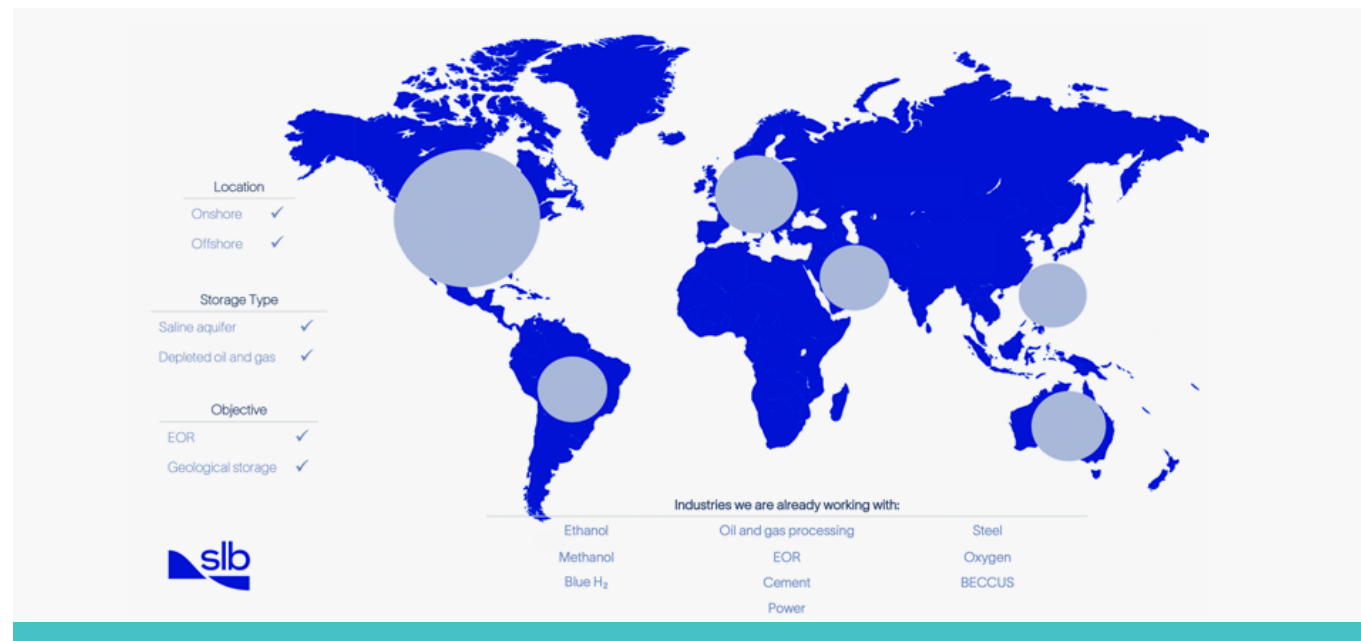 Location
Onshore ✓
Offshore ✓
Storage Type
Saline aquifer ✓
Depleted oil and gas ✓
Objective
EOR ✓
Geological storage ✓
slb
Industries we are already working with:
Ethanol Oil and gas processing Steel
Methanol EOR Oxygen
Blue H₂ Cement BECCUS
Power